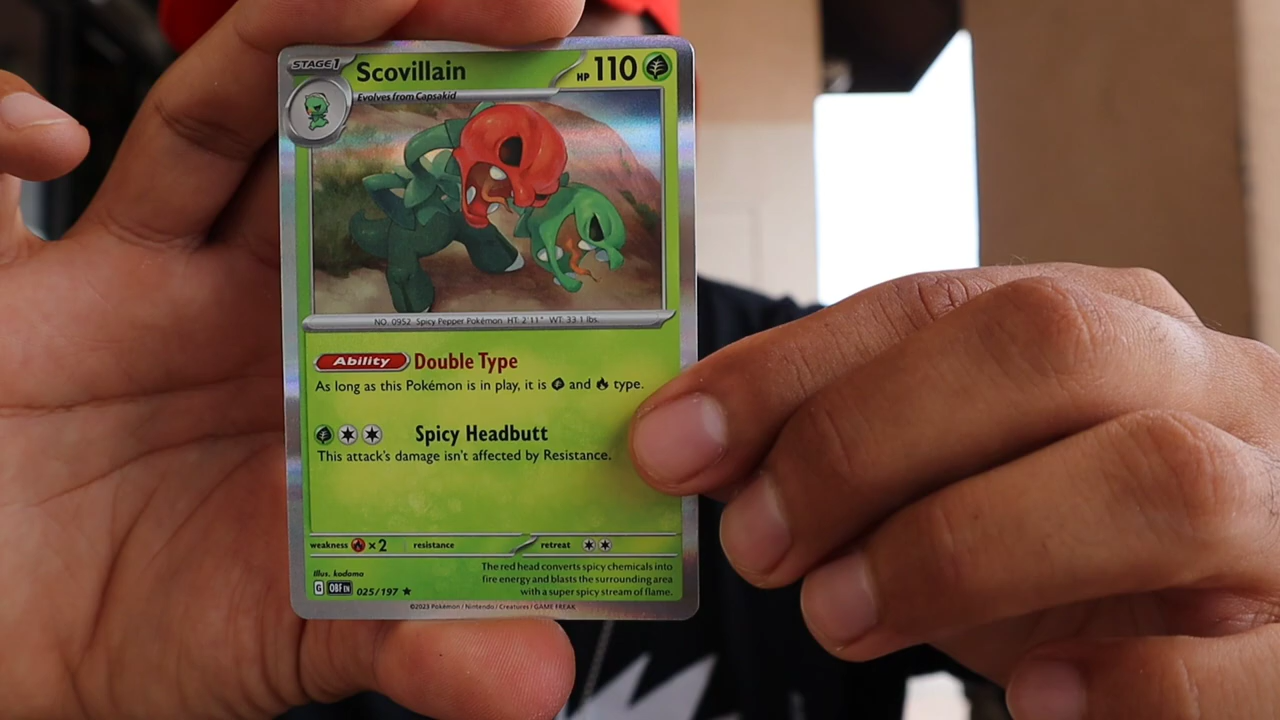 STAGE 1
Scovillain
HP 110
Evolves from Capsakid
NO. 0952 Spicy Pepper Pokémon HT: 2'11" WT: 33.1 lbs.
Ability Double Type
As long as this Pokémon is in play, it is and type.
Spicy Headbutt
This attack's damage isn't affected by Resistance.
weakness ×2 resistance retreat
Illus. kodama
The red head converts spicy chemicals into
fire energy and blasts the surrounding area
with a super spicy stream of flame.
G OBF EN 025/197
©2023 Pokémon / Nintendo / Creatures / GAME FREAK